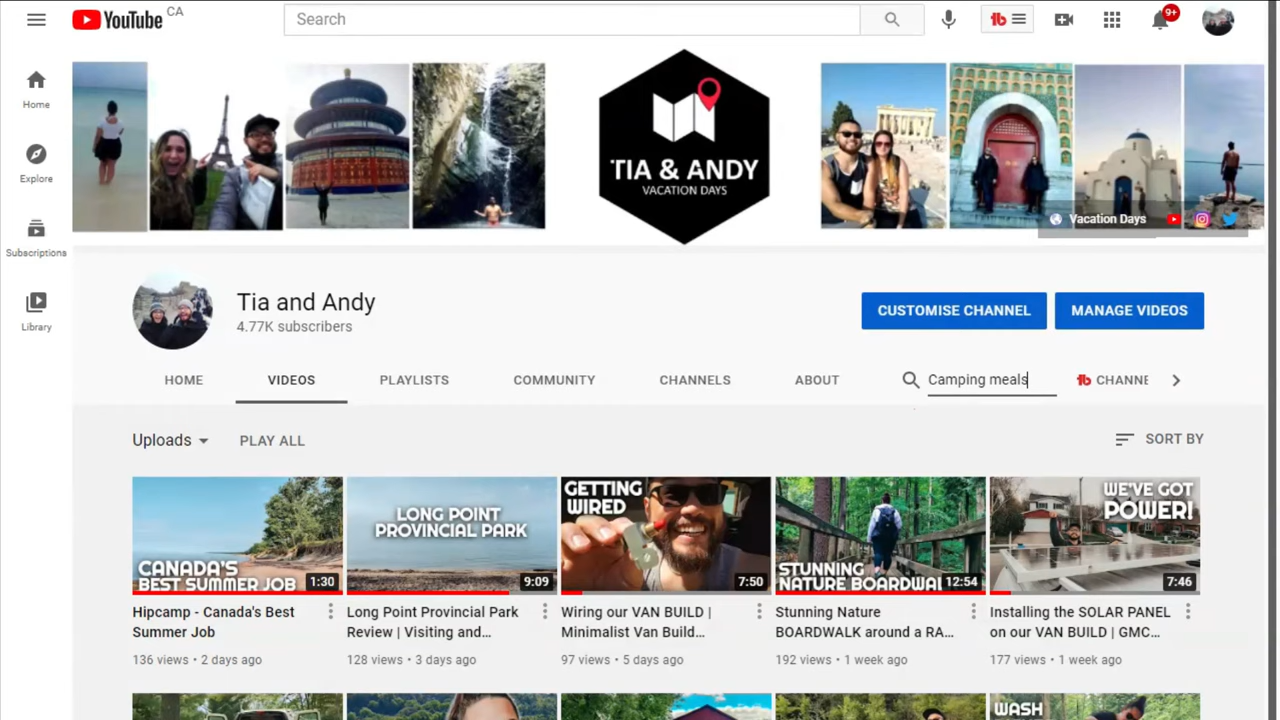 YouTube CA
Search
9+
Home
Explore
Subscriptions
Library
TIA & ANDY
VACATION DAYS
Vacation Days
Tia and Andy
4.77K subscribers
CUSTOMISE CHANNEL
MANAGE VIDEOS
HOME
VIDEOS
PLAYLISTS
COMMUNITY
CHANNELS
ABOUT
Camping meals
tb CHANNE
Uploads
PLAY ALL
SORT BY
CANADA'S
BEST SUMMER JOB
1:30
Hipcamp - Canada's Best
Summer Job
136 views • 2 days ago
LONG POINT
PROVINCIAL PARK
9:09
Long Point Provincial Park
Review | Visiting and...
128 views • 3 days ago
GETTING
WIRED
7:50
Wiring our VAN BUILD |
Minimalist Van Build...
97 views • 5 days ago
STUNNING
NATURE BOARDWAL
12:54
Stunning Nature
BOARDWALK around a RA...
192 views • 1 week ago
WE'VE GOT
POWER!
7:46
Installing the SOLAR PANEL
on our VAN BUILD | GMC...
177 views • 1 week ago
WASH